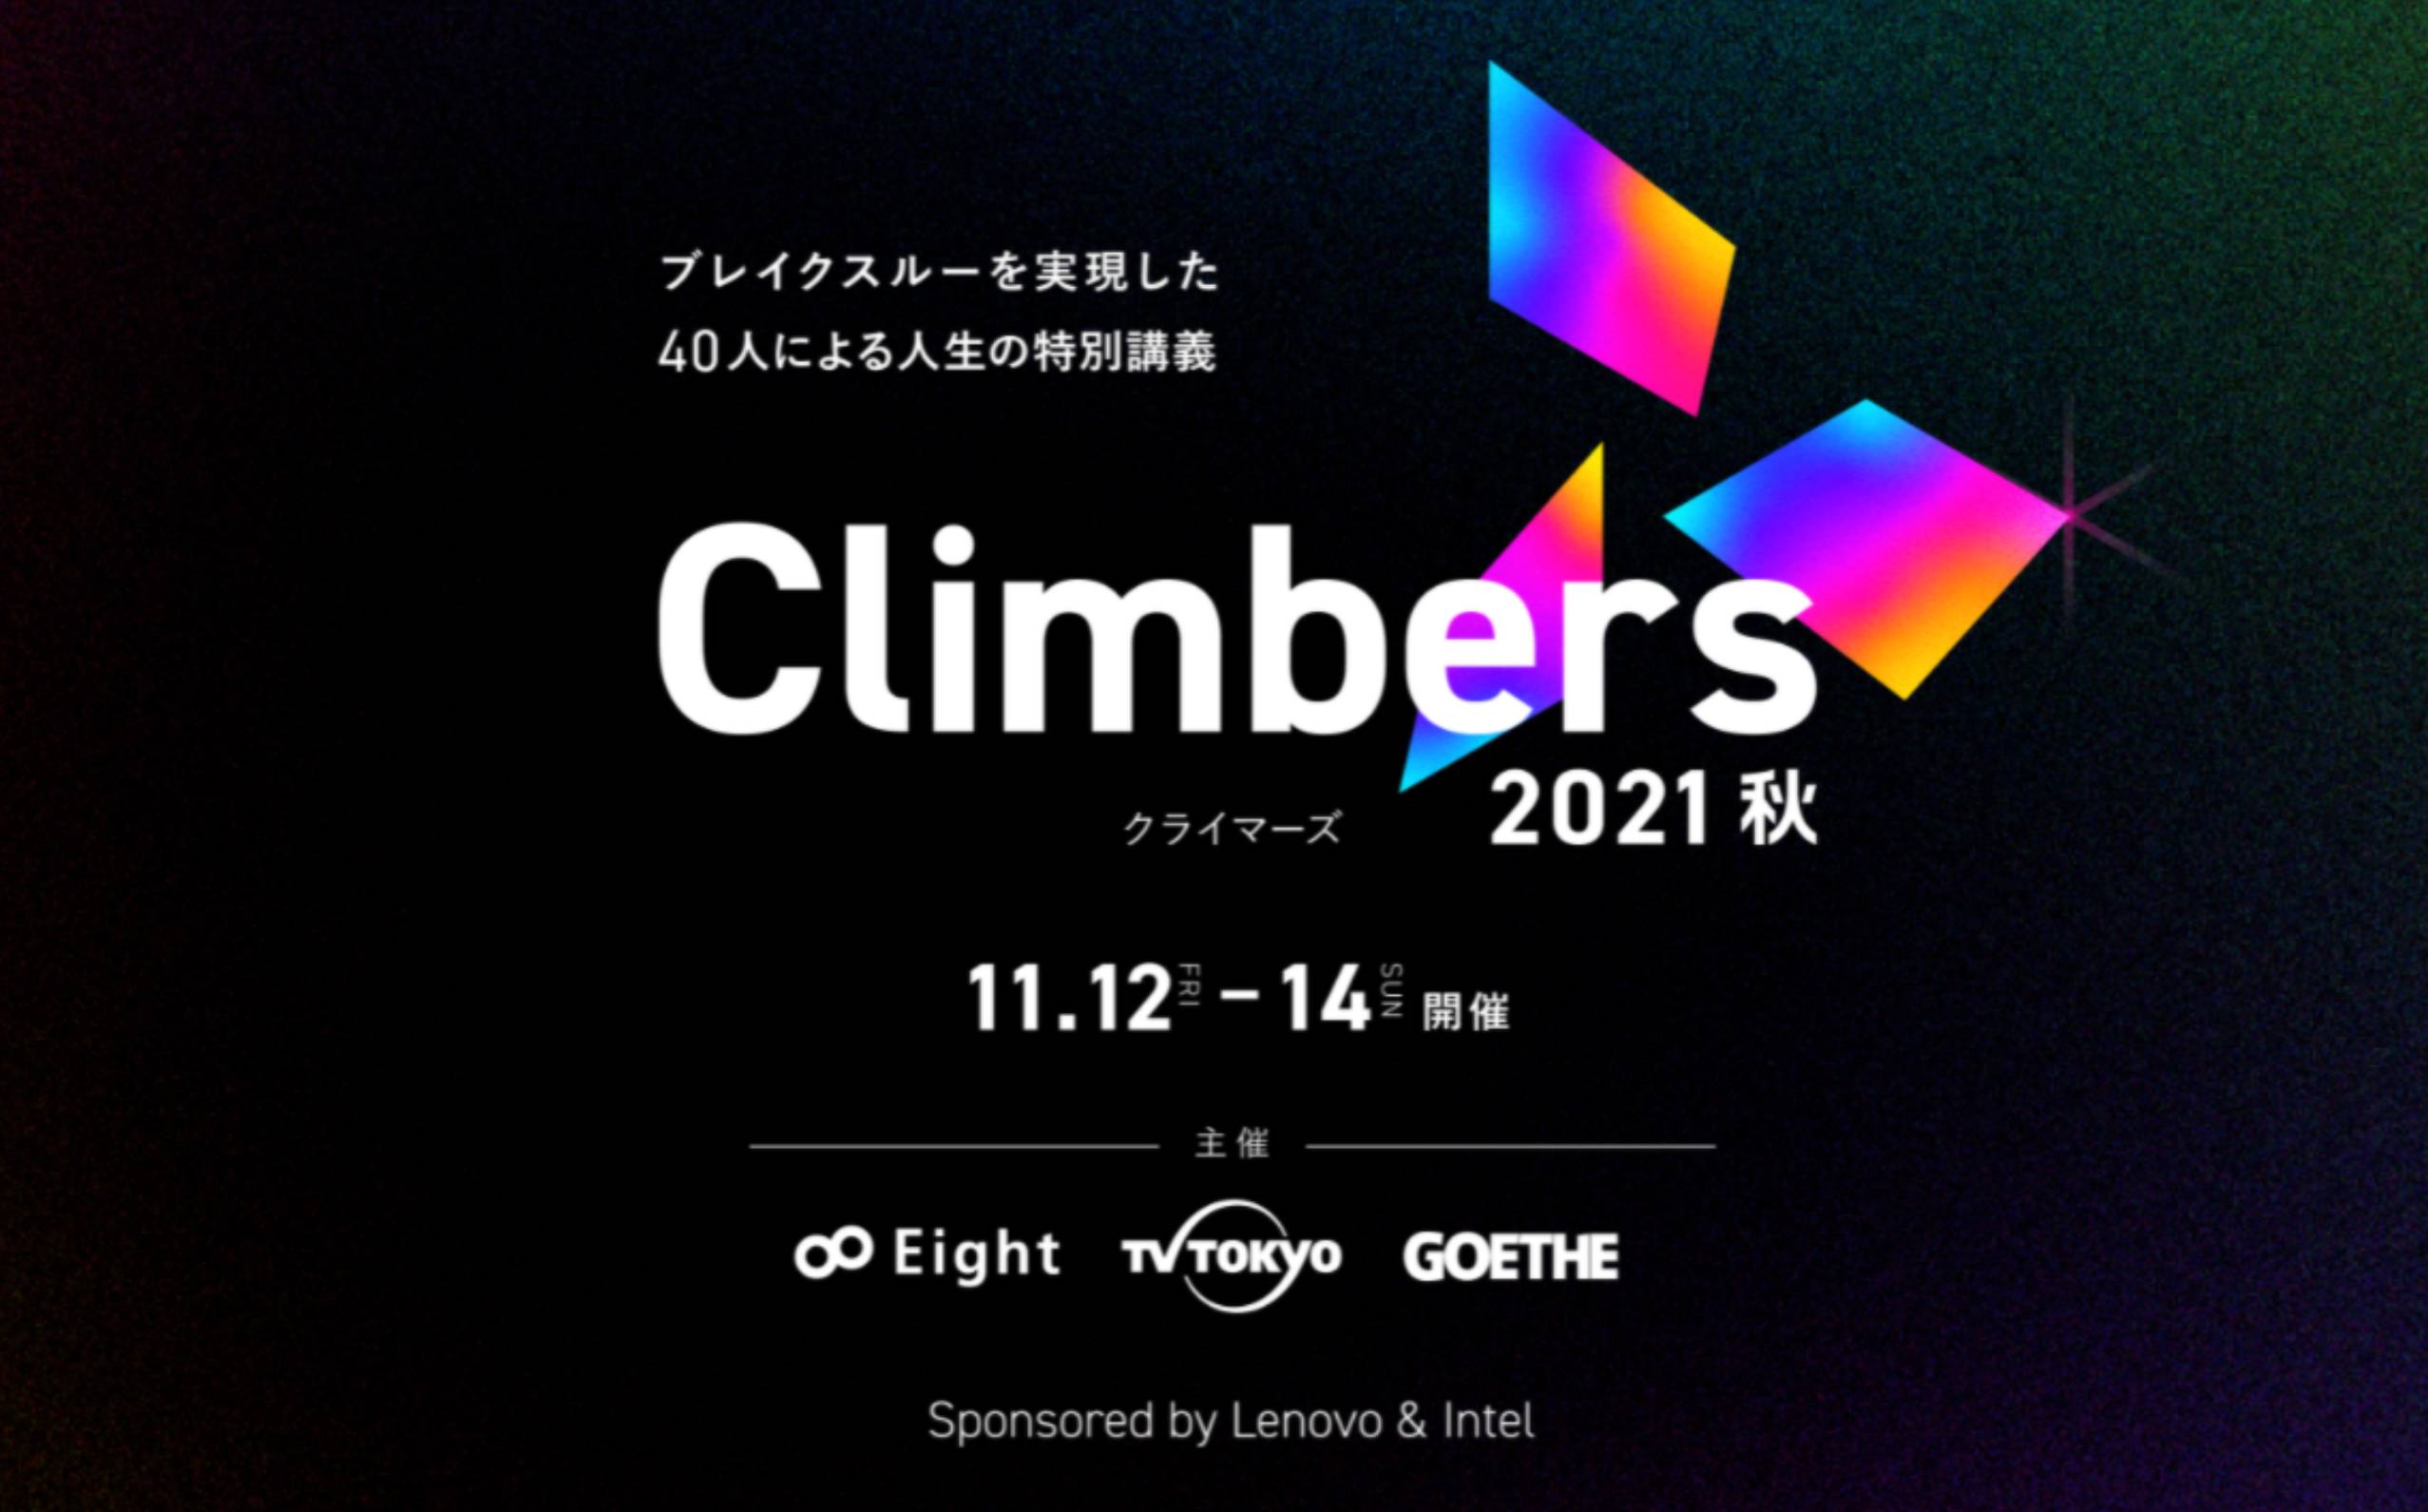 ブレイクスルーを実現した
40人による人生の特別講義
Climbers
クライマーズ 2021 秋
11.12 FRI – 14 SUN 開催
主催
Eight TV TOKYO GOETHE
Sponsored by Lenovo & Intel